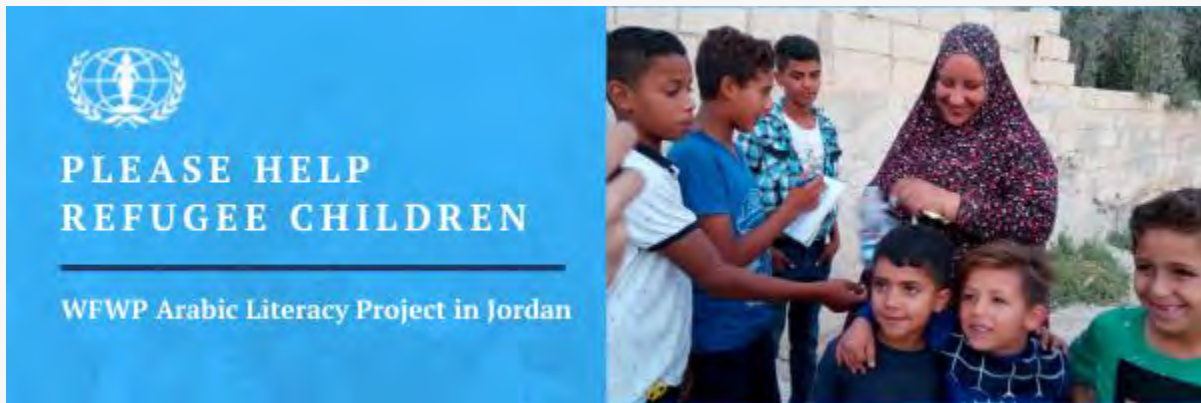 PLEASE HELP
REFUGEE CHILDREN
WFWP Arabic Literacy Project in Jordan